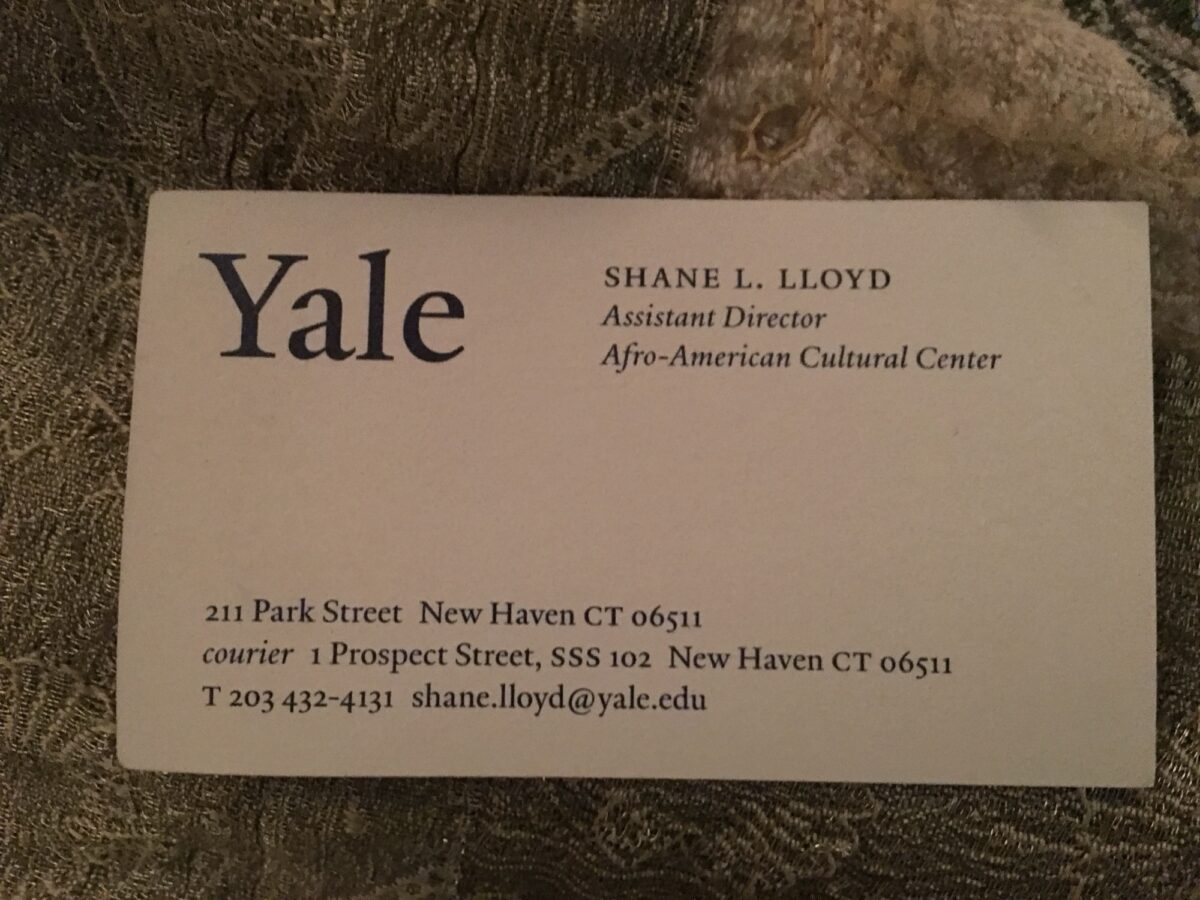 Yale
SHANE L. LLOYD
Assistant Director
Afro-American Cultural Center
211 Park Street New Haven CT 06511
courier 1 Prospect Street, SSS 102 New Haven CT 06511
T 203 432-4131 shane.lloyd@yale.edu